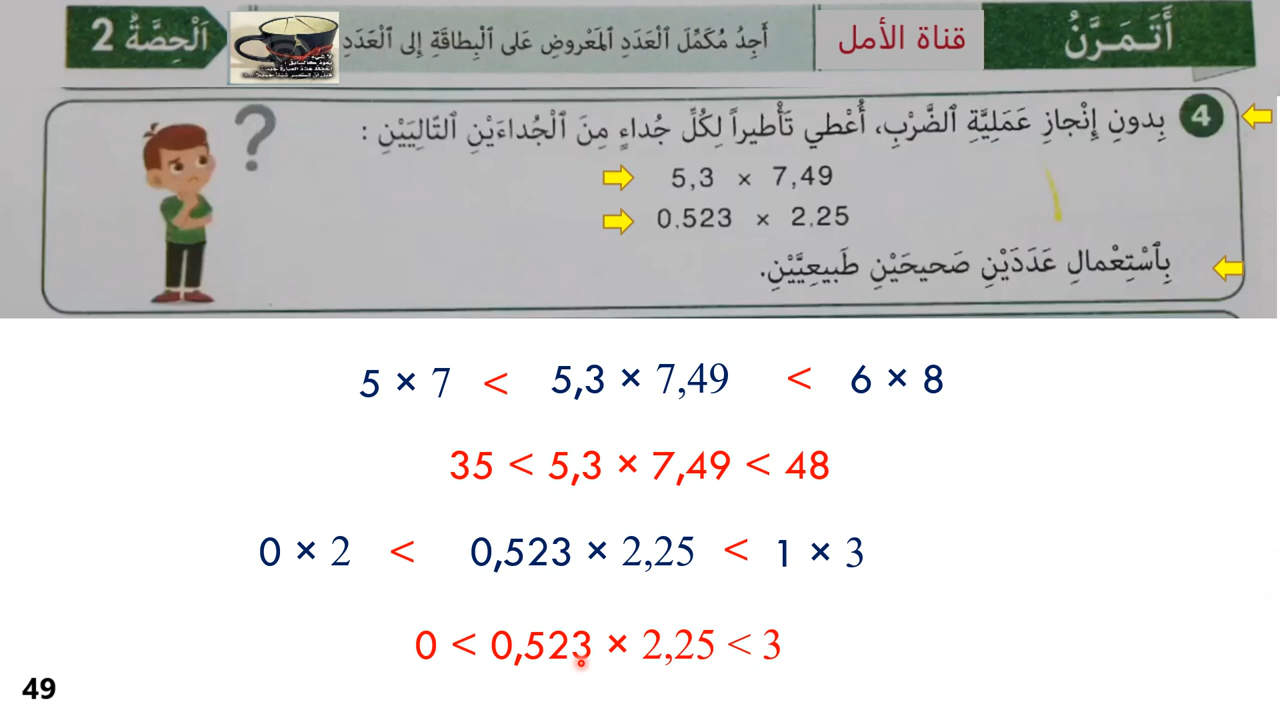 أَتَـمَـرَّنُ
قناة الأمل
أَجِدُ مُكَمِّلَ ٱلْعَدَدِ ٱلْمَعْروضِ عَلى ٱلْبِطاقَةِ إِلى ٱلْعَدَدِ
اَلْحِصَّةُ 2
4 بِدونِ إِنْجازِ عَمَلِيَّةِ ٱلضَّرْبِ، أُعْطي تَأْطيراً لِكُلِّ جُداءٍ مِنَ ٱلْجُداءَيْنِ ٱلتّالِيَيْنِ :
5,3 × 7,49
0,523 × 2,25
بِٱسْتِعْمالِ عَدَدَيْنِ صَحيحَيْنِ طَبيعِيَّيْنِ.
5 × 7 < 5,3 × 7,49 < 6 × 8
35 < 5,3 × 7,49 < 48
0 × 2 < 0,523 × 2,25 < 1 × 3
0 < 0,523 × 2,25 < 3
49